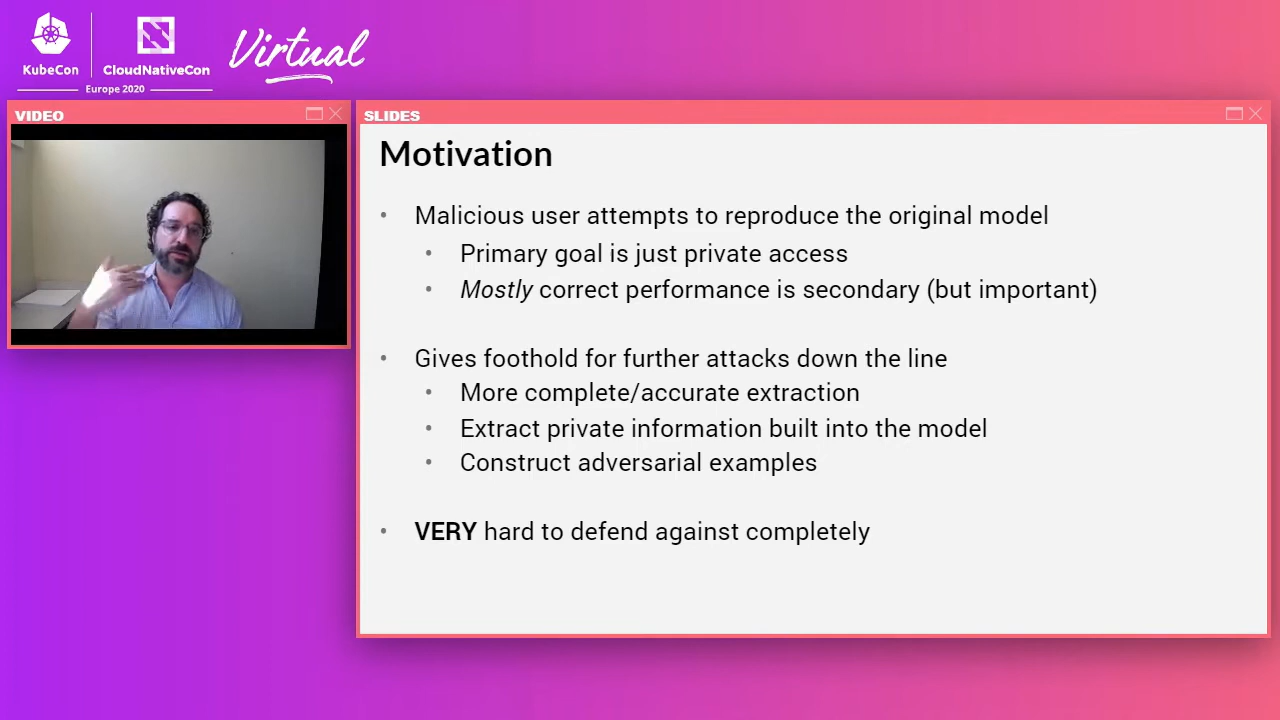 KubeCon
CloudNativeCon
Europe 2020
Virtual
VIDEO
SLIDES
Motivation
• Malicious user attempts to reproduce the original model
• Primary goal is just private access
• Mostly correct performance is secondary (but important)
• Gives foothold for further attacks down the line
• More complete/accurate extraction
• Extract private information built into the model
• Construct adversarial examples
• VERY hard to defend against completely